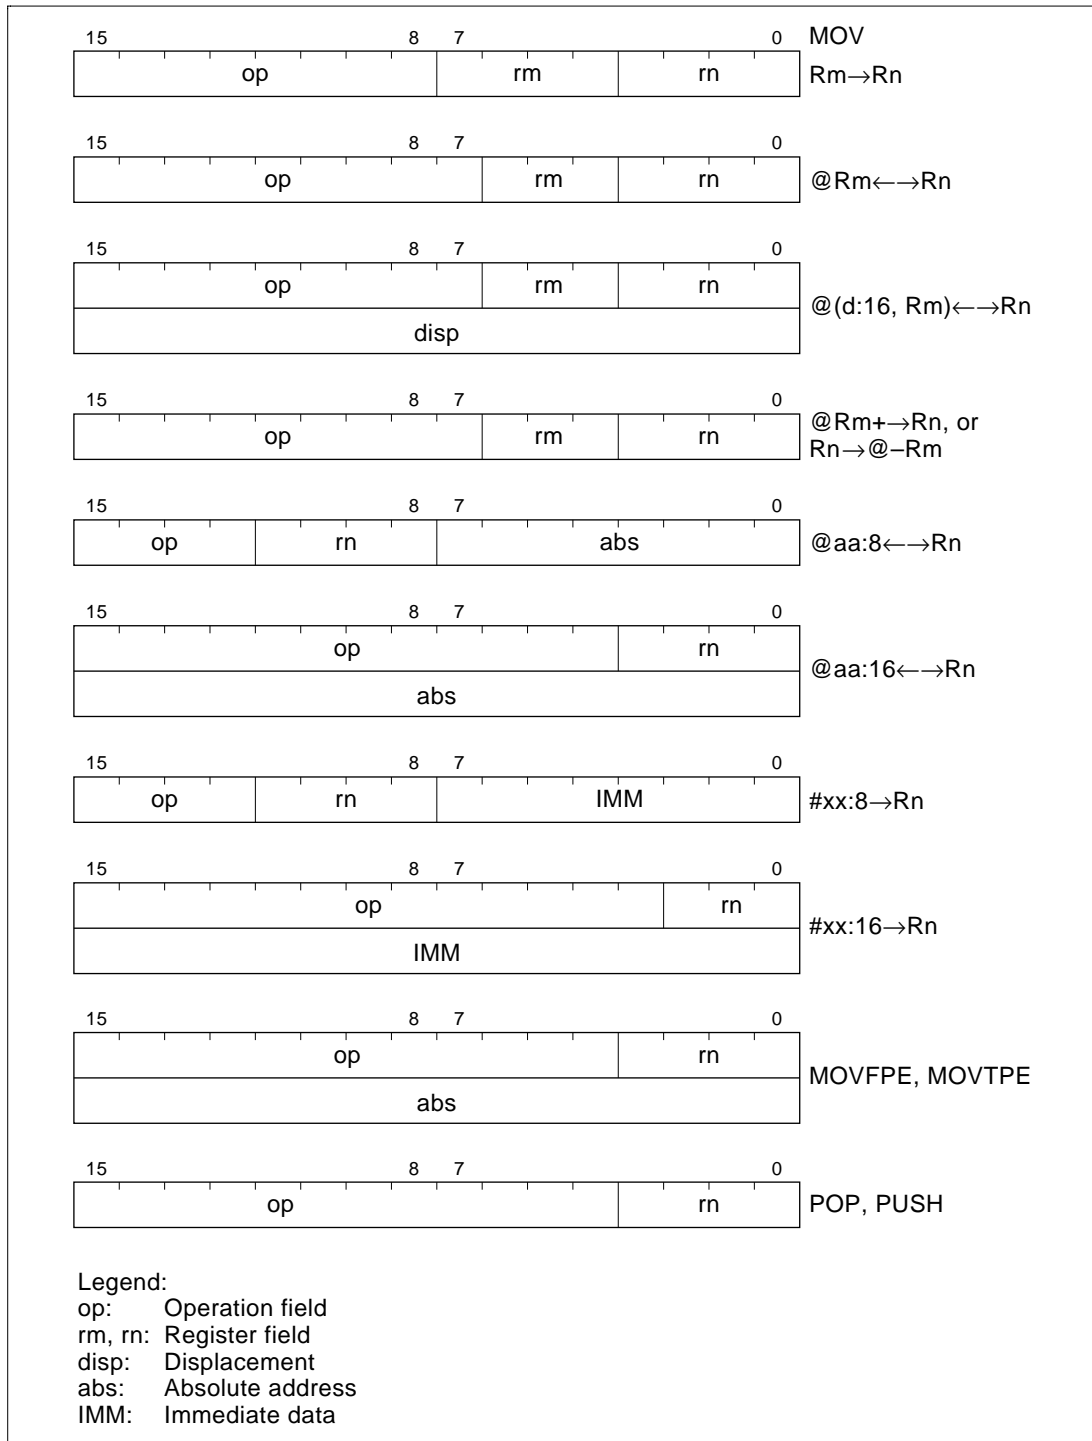 15 8 7 0 MOV
op rm rn Rm→Rn
15 8 7 0
op rm rn @Rm←→Rn
15 8 7 0
op rm rn
@(d:16, Rm)←→Rn
disp
15 8 7 0
@Rm+→Rn, or
op rm rn
Rn→@–Rm
15 8 7 0
op rn abs @aa:8←→Rn
15 8 7 0
op rn
@aa:16←→Rn
abs
15 8 7 0
op rn IMM #xx:8→Rn
15 8 7 0
op rn
#xx:16→Rn
IMM
15 8 7 0
op rn
MOVFPE, MOVTPE
abs
15 8 7 0
op rn POP, PUSH
Legend:
op: Operation field
rm, rn: Register field
disp: Displacement
abs: Absolute address
IMM: Immediate data